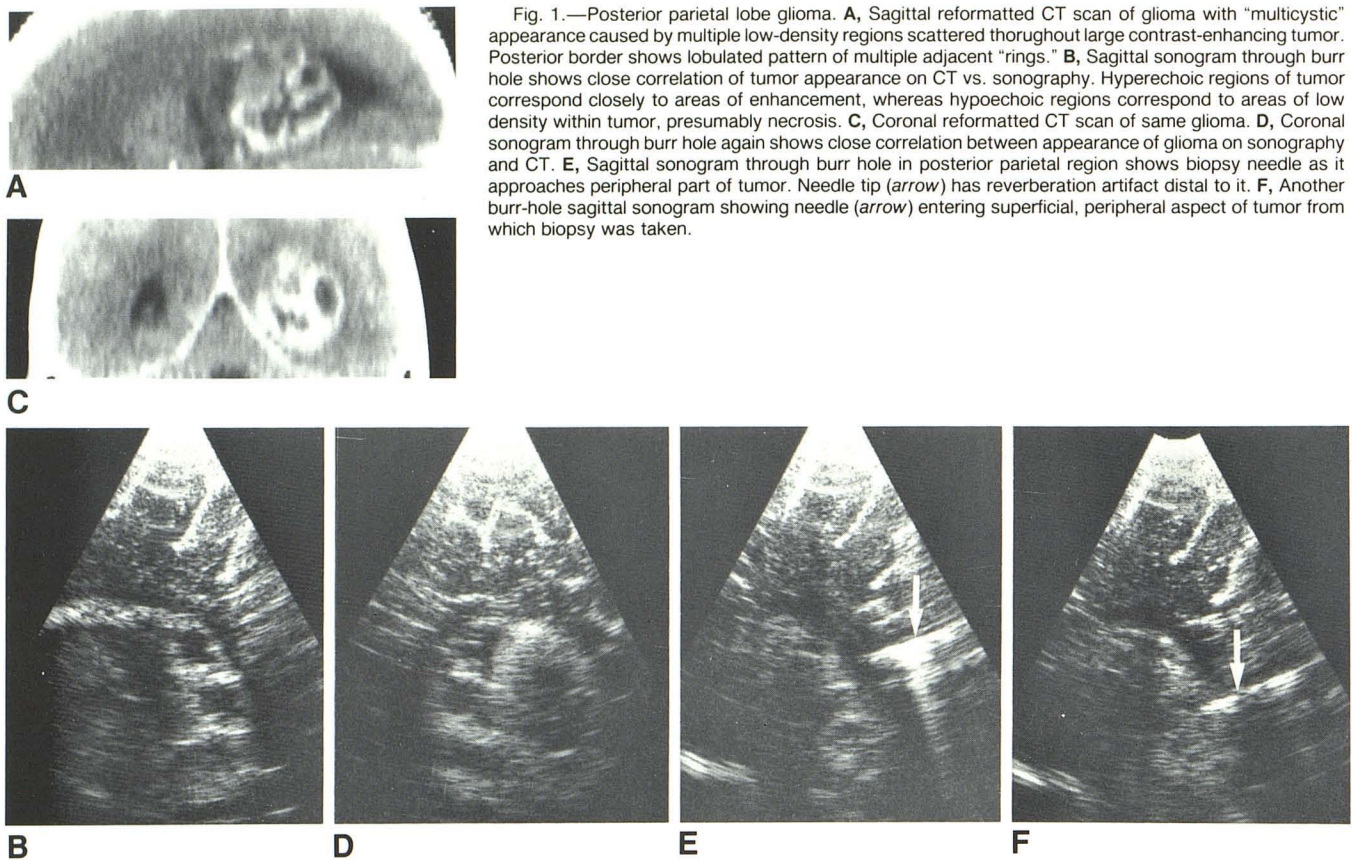 Fig. 1.—Posterior parietal lobe glioma. A, Sagittal reformatted CT scan of glioma with “multicystic”
appearance caused by multiple low-density regions scattered thorughout large contrast-enhancing tumor.
Posterior border shows lobulated pattern of multiple adjacent “rings.” B, Sagittal sonogram through burr
hole shows close correlation of tumor appearance on CT vs. sonography. Hyperechoic regions of tumor
correspond closely to areas of enhancement, whereas hypoechoic regions correspond to areas of low
density within tumor, presumably necrosis. C, Coronal reformatted CT scan of same glioma. D, Coronal
sonogram through burr hole again shows close correlation between appearance of glioma on sonography
and CT. E, Sagittal sonogram through burr hole in posterior parietal region shows biopsy needle as it
approaches peripheral part of tumor. Needle tip (arrow) has reverberation artifact distal to it. F, Another
burr-hole sagittal sonogram showing needle (arrow) entering superficial, peripheral aspect of tumor from
which biopsy was taken.
A
C
B
D
E
F